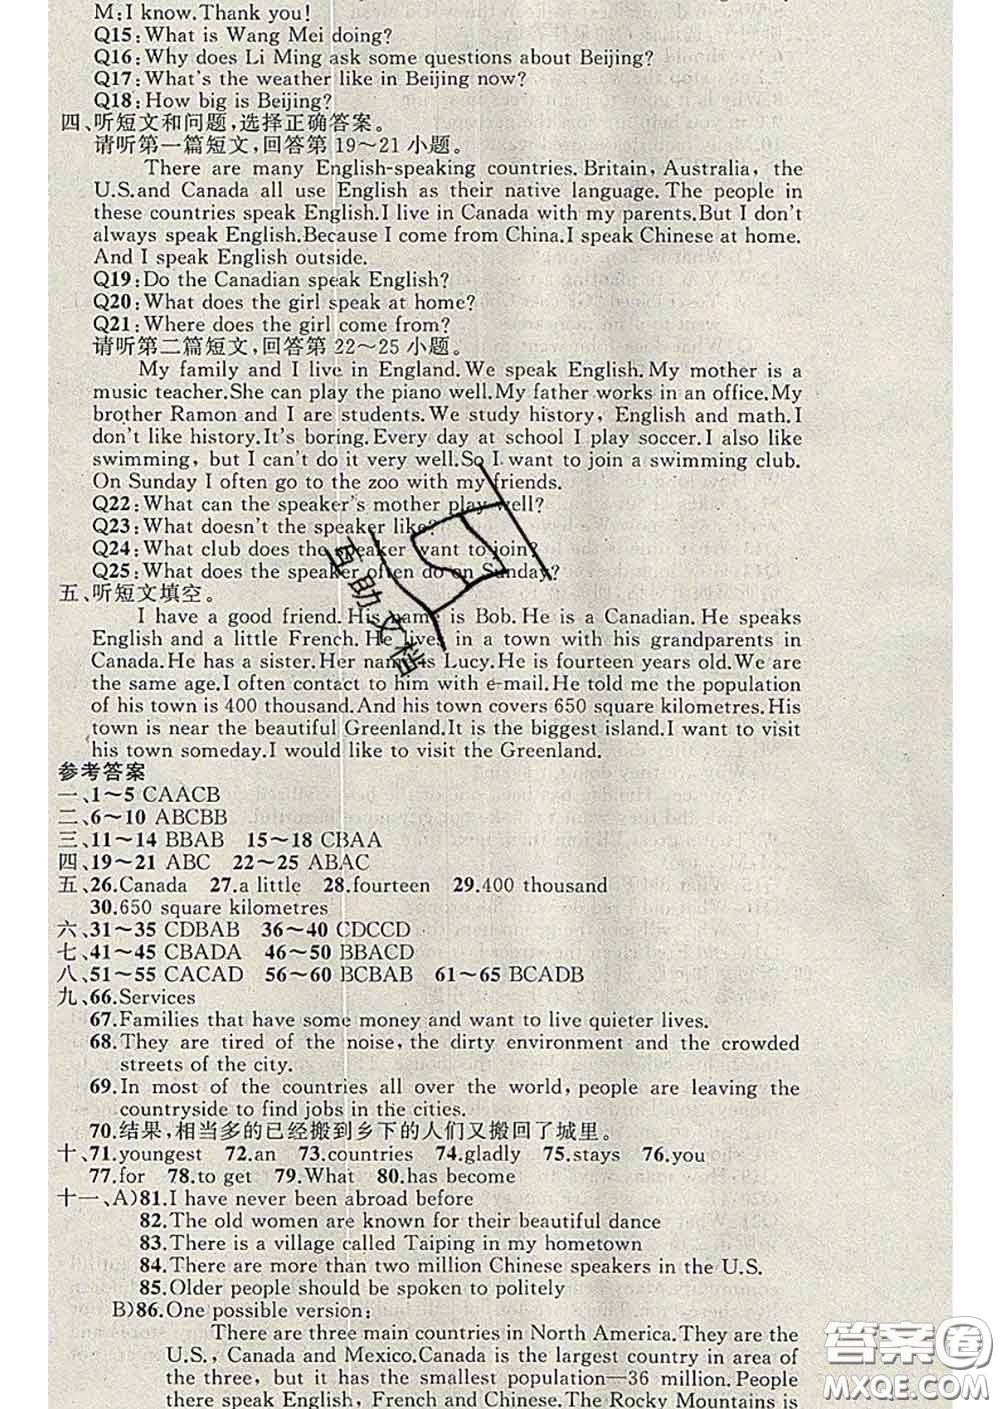 M:I know.Thank you!
Q15:What is Wang Mei doing?
Q16:Why does Li Ming ask some questions about Beijing?
Q17:What's the weather like in Beijing now?
Q18:How big is Beijing?
四、听短文和问题,选择正确答案。
请听第一篇短文,回答第19~21小题。
There are many English-speaking countries. Britain, Australia, the
U.S.and Canada all use English as their native language. The people in
these countries speak English.I live in Canada with my parents.But I don't
always speak English.Because I come from China.I speak Chinese at home.
And I speak English outside.
Q19:Do the Canadian speak English?
Q20:What does the girl speak at home?
Q21:Where does the girl come from?
请听第二篇短文,回答第22~25小题。
My family and I live in England.We speak English.My mother is a
music teacher.She can play the piano well.My father works in an office.My
brother Ramon and I are students.We study history, English and math.I
don't like history.It's boring.Every day at school I play soccer.I also like
swimming, but I can't do it very well.So I want to join a swimming club.
On Sunday I often go to the zoo with my friends.
Q22:What can the speaker's mother play well?
Q23:What doesn't the speaker like?
Q24:What club does the speaker want to join?
Q25:What does the speaker often do on Sunday?
五、听短文填空。
I have a good friend.His name is Bob.He is a Canadian. He speaks
English and a little French. He lives in a town with his grandparents in
Canada.He has a sister.Her name is Lucy.He is fourteen years old.We are
the same age.I often contact to him with e-mail.He told me the population
of his town is 400 thousand.And his town covers 650 square kilometres.His
town is near the beautiful Greenland.It is the biggest island.I want to visit
his town someday.I would like to visit the Greenland.
参考答案
一、1~5 CAACB
二、6~10 ABCBB
三、11~14 BBAB 15~18 CBAA
四、19~21 ABC 22~25 ABAC
五、26.Canada 27.a little 28.fourteen 29.400 thousand
30.650 square kilometres
六、31~35 CDBAB 36~40 CDCCD
七、41~45 CBADA 46~50 BBACD
八、51~55 CACAD 56~60 BCBAB 61~65 BCADB
九、66.Services
67.Families that have some money and want to live quieter lives.
68.They are tired of the noise,the dirty environment and the crowded
streets of the city.
69.In most of the countries all over the world,people are leaving the
countryside to find jobs in the cities.
70.结果,相当多的已经搬到乡下的人们又搬回了城里。
十、71.youngest 72.an 73.countries 74.gladly 75.stays 76.you
77.for 78.to get 79.What 80.has become
十一、A)81.I have never been abroad before
82.The old women are known for their beautiful dance
83.There is a village called Taiping in my hometown
84.There are more than two million Chinese speakers in the U.S.
85.Older people should be spoken to politely
B)86.One possible version:
There are three main countries in North America.They are the
U.S., Canada and Mexico.Canada is the largest country in area of
the three, but it has the smallest population—36 million. People
there speak English, French and Chinese.The Rocky Mountains is
百助文档
答案圈
MXQE.COM